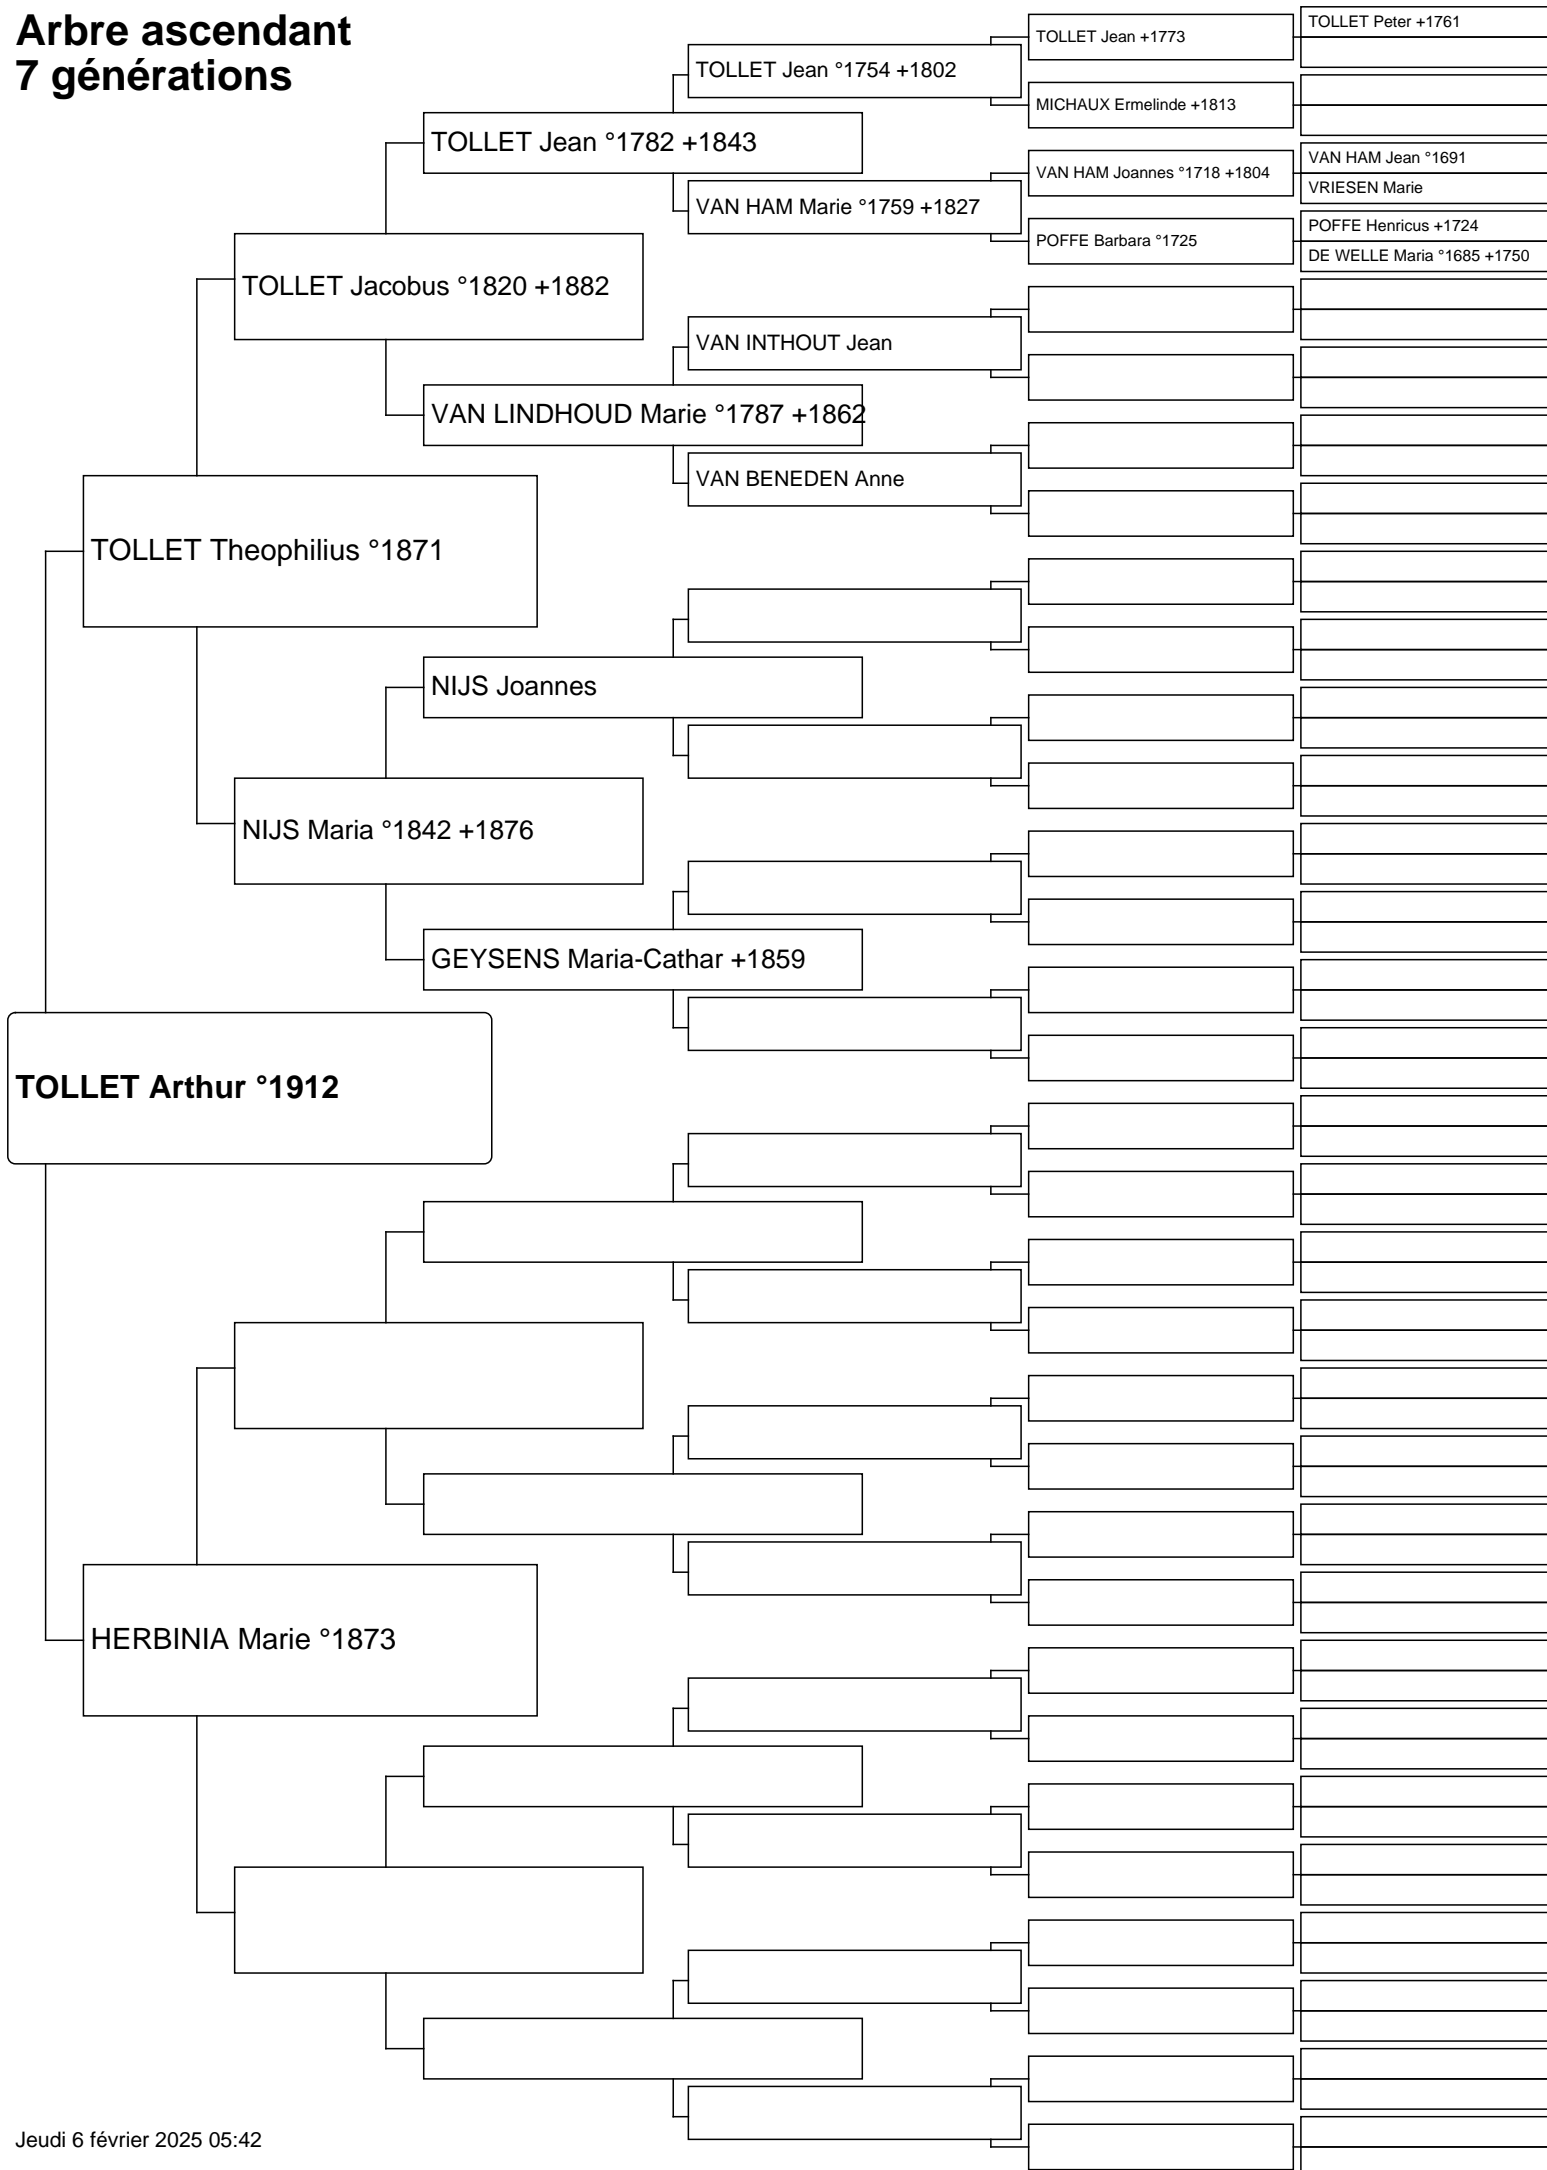 Arbre ascendant
7 générations
TOLLET Peter +1761
TOLLET Jean +1773
TOLLET Jean °1754 +1802
MICHAUX Ermelinde +1813
TOLLET Jean °1782 +1843
VAN HAM Jean °1691
VAN HAM Joannes °1718 +1804
VRIESEN Marie
VAN HAM Marie °1759 +1827
POFFE Henricus +1724
POFFE Barbara °1725
DE WELLE Maria °1685 +1750
TOLLET Jacobus °1820 +1882
VAN INTHOUT Jean
VAN LINDHOUD Marie °1787 +1862
VAN BENEDEN Anne
TOLLET Theophilius °1871
NIJS Joannes
NIJS Maria °1842 +1876
GEYSENS Maria-Cathar +1859
TOLLET Arthur °1912
HERBINIA Marie °1873
Jeudi 6 février 2025 05:42